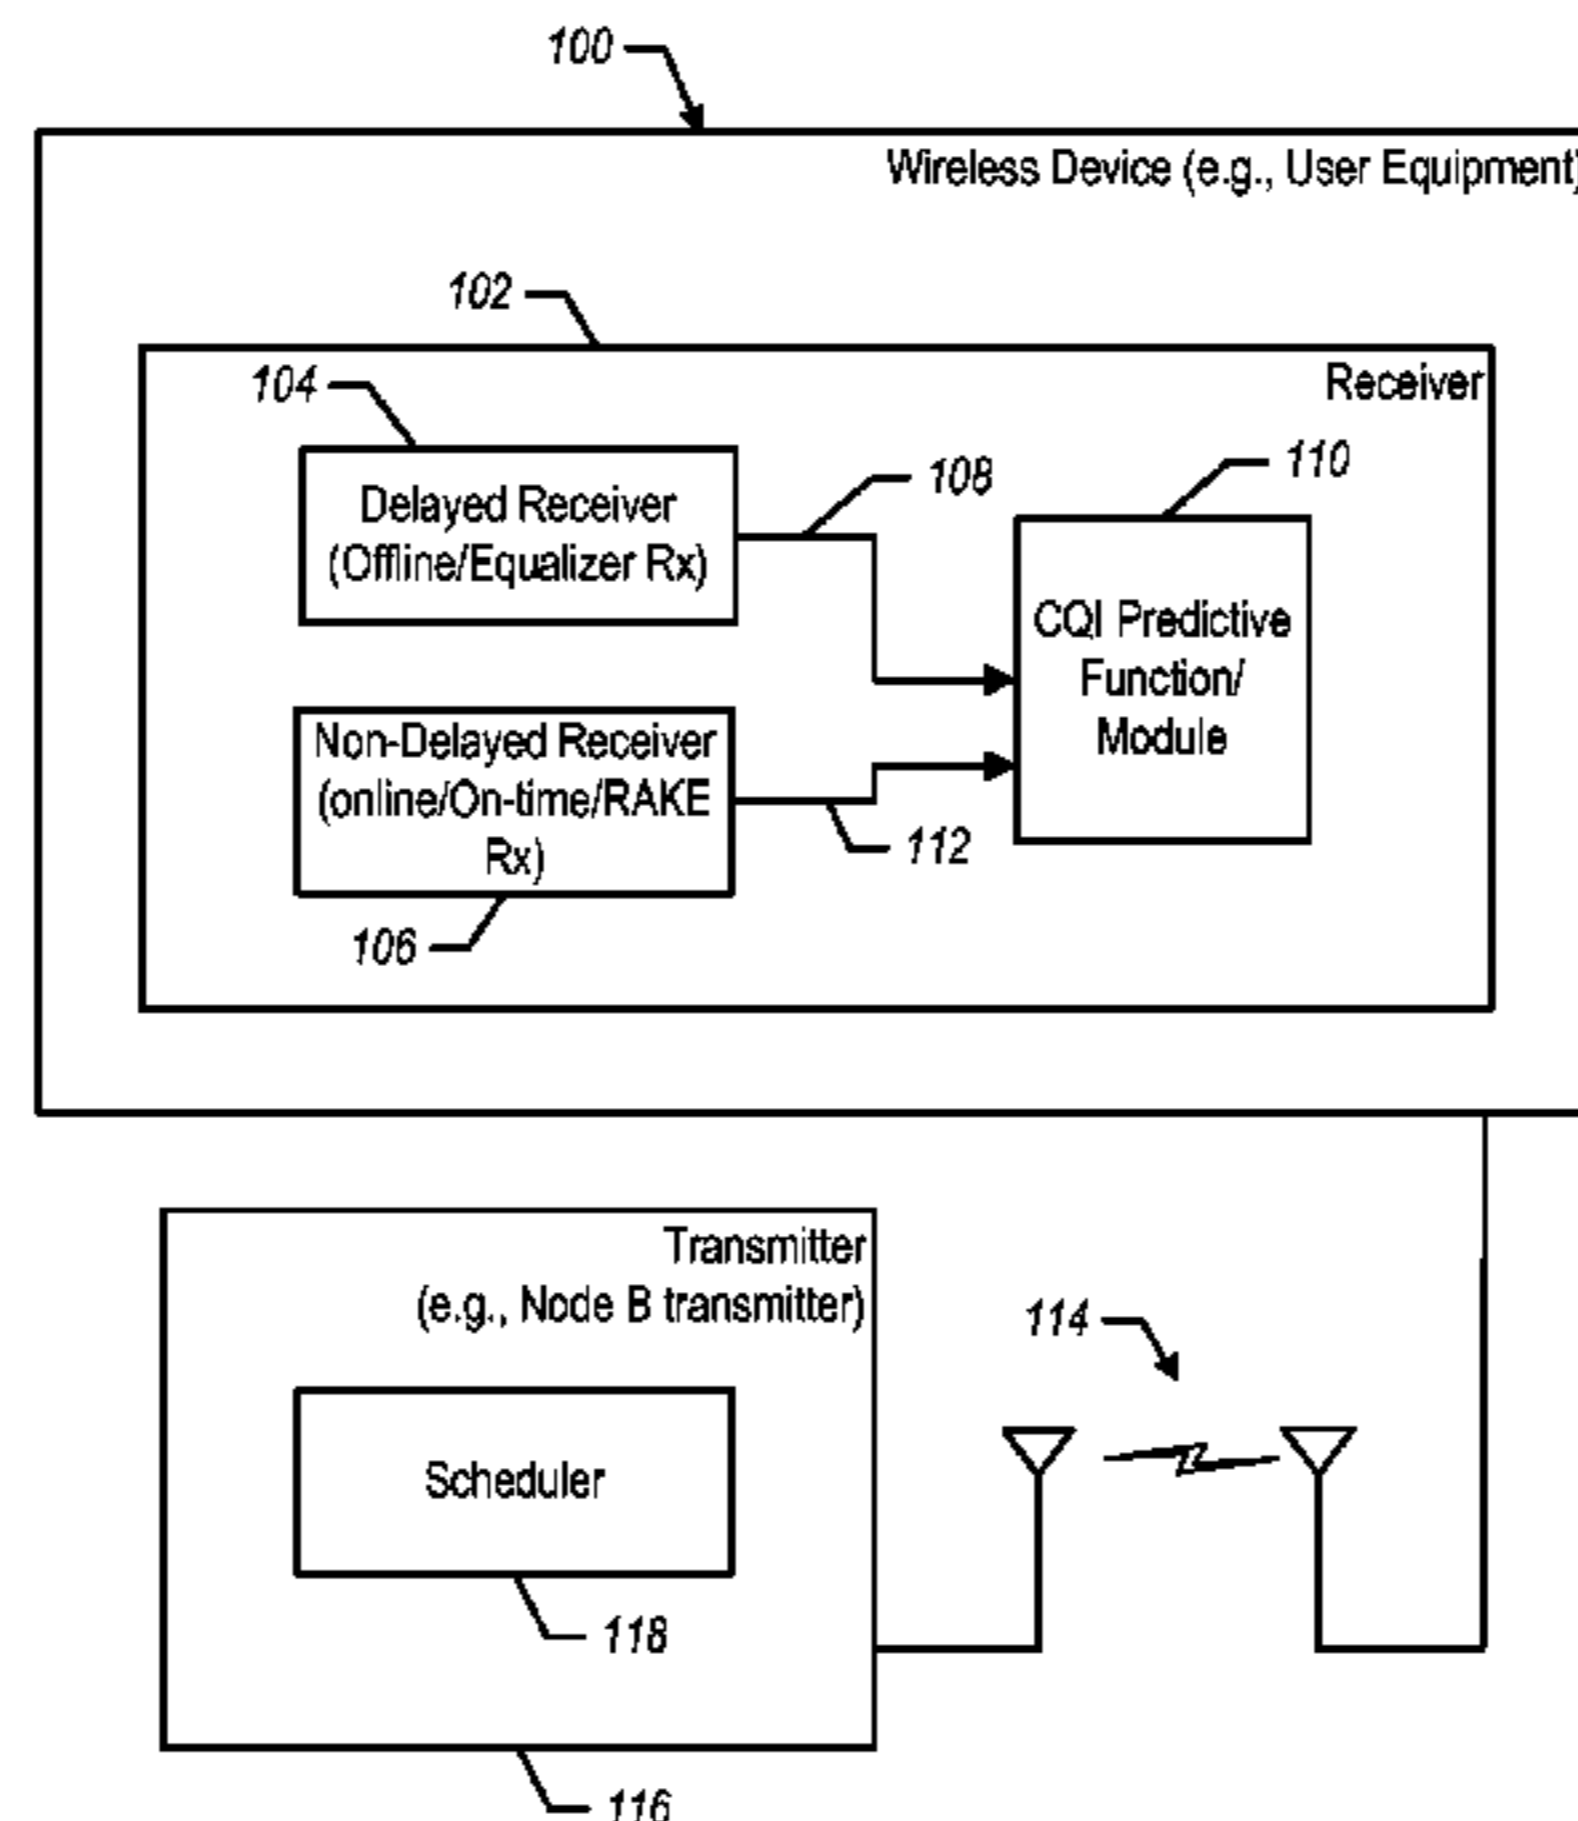 100
Wireless Device (e.g., User Equipment)
102
Receiver
104
Delayed Receiver
(Offline/Equalizer Rx)
108
110
CQI Predictive
Function/
Module
Non-Delayed Receiver
(online/On-time/RAKE
Rx)
112
106
Transmitter
(e.g., Node B transmitter)
114
Scheduler
118
116